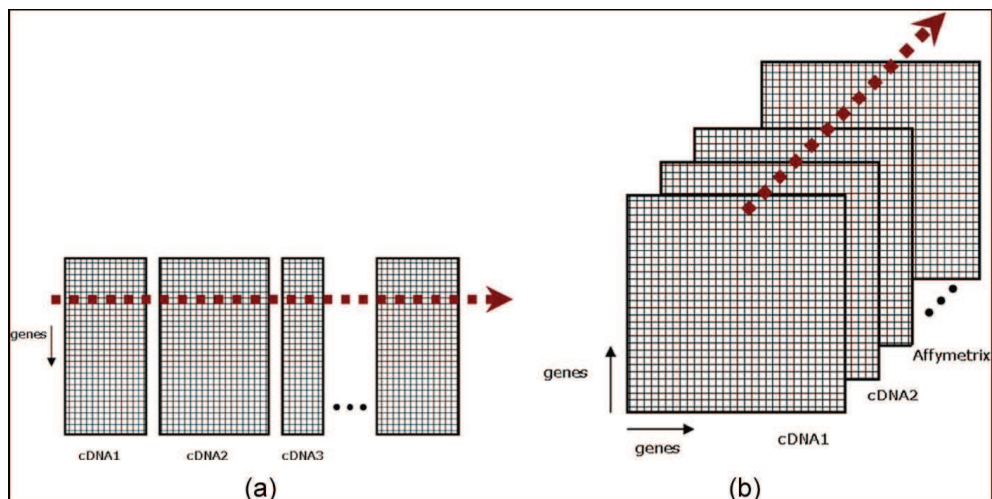 genes
cDNA1
cDNA2
cDNA3
(a)
genes
genes
cDNA1
cDNA2
Affymetrix
(b)